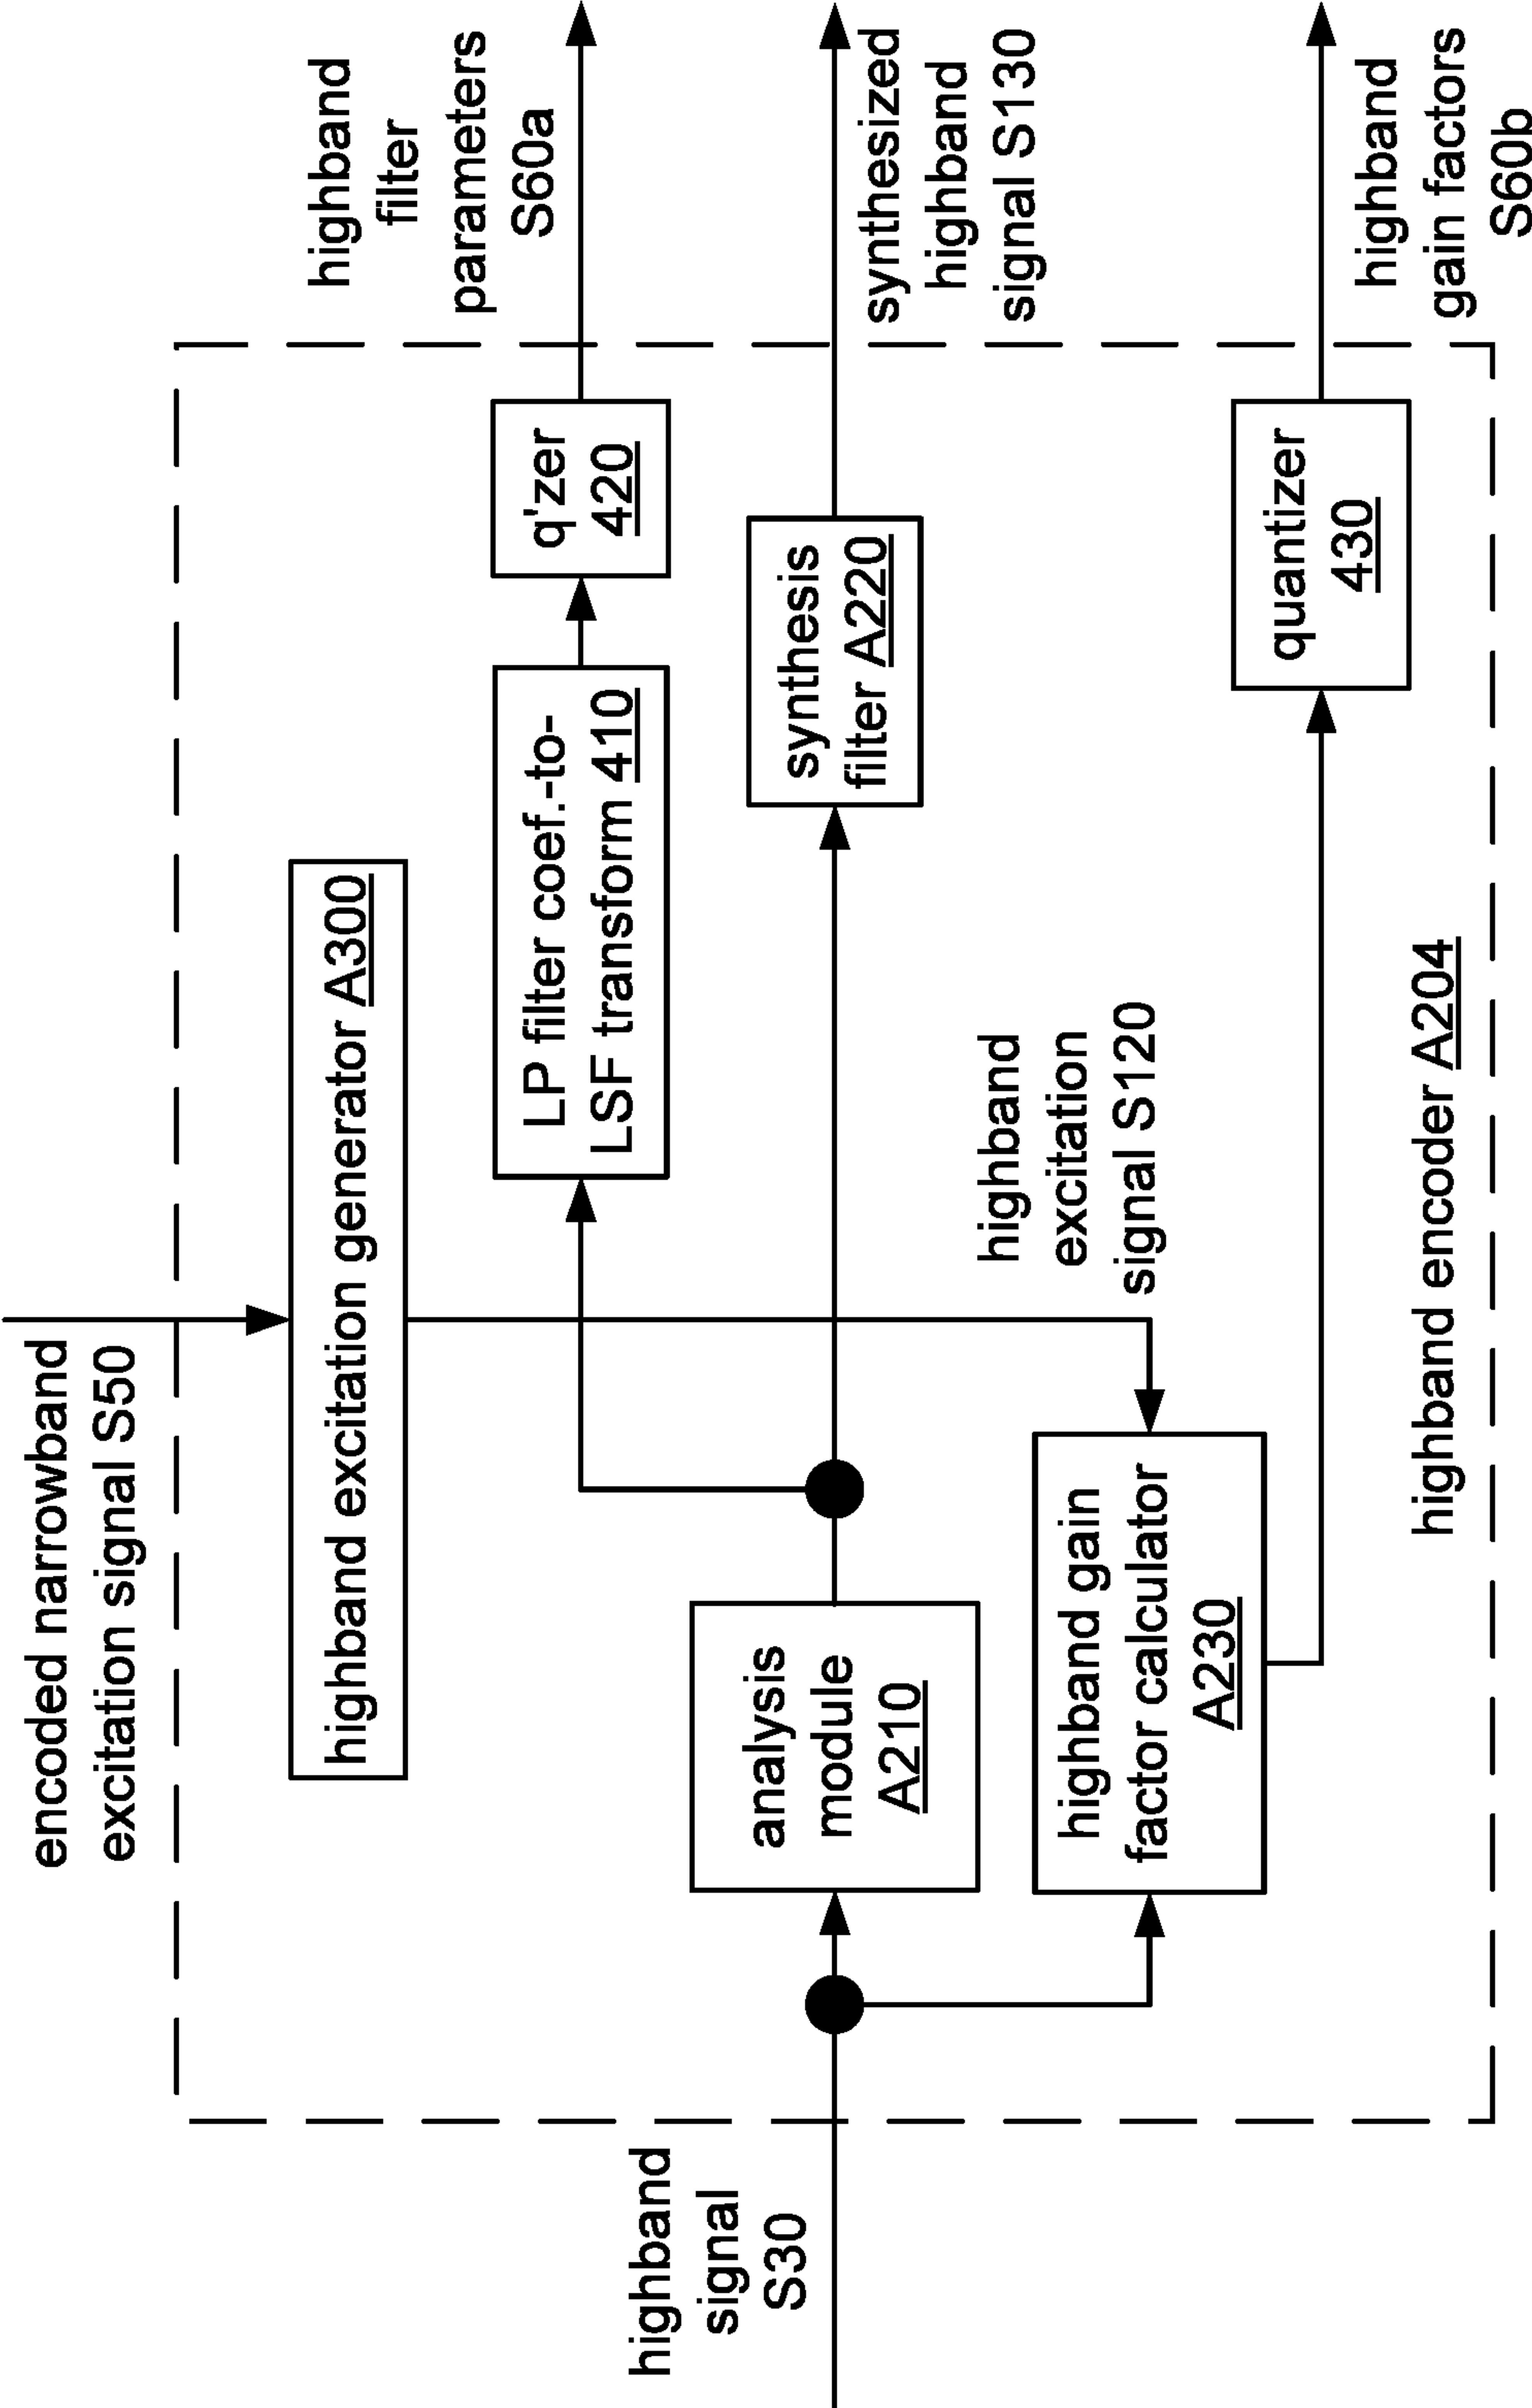 encoded narrowband
excitation signal S50
highband excitation generator A300
highband
filter
parameters
S60a
LP filter coef.-to-
LSF transform 410
q'zer
420
highband
signal
S30
analysis
module
A210
synthesis
filter A220
synthesized
highband
signal S130
highband
excitation
signal S120
highband gain
factor calculator
A230
quantizer
430
highband
gain factors
S60b
highband encoder A204